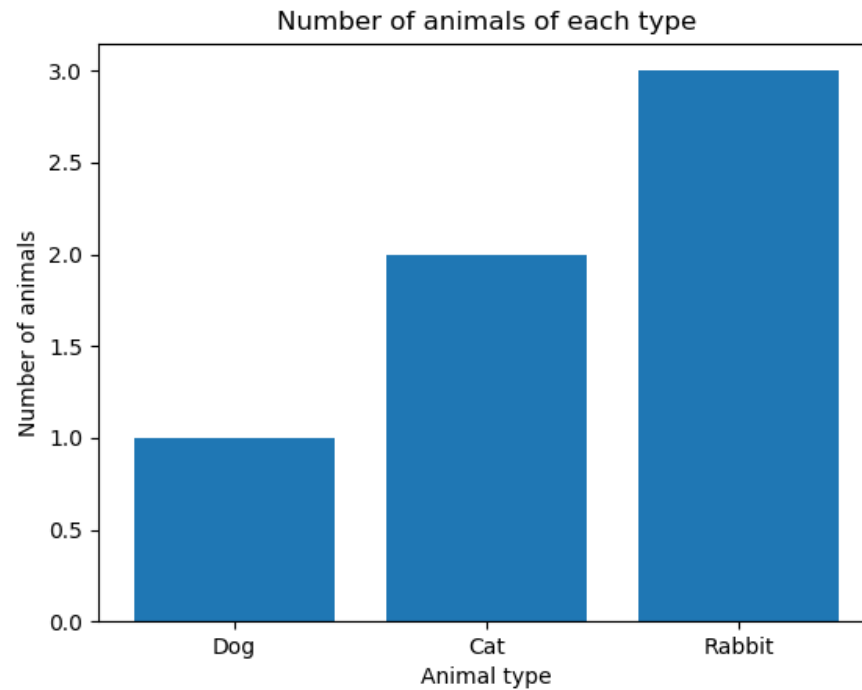 Number of animals of each type
3.0
2.5
2.0
1.5
1.0
0.5
0.0
Number of animals
Dog Cat Rabbit
Animal type